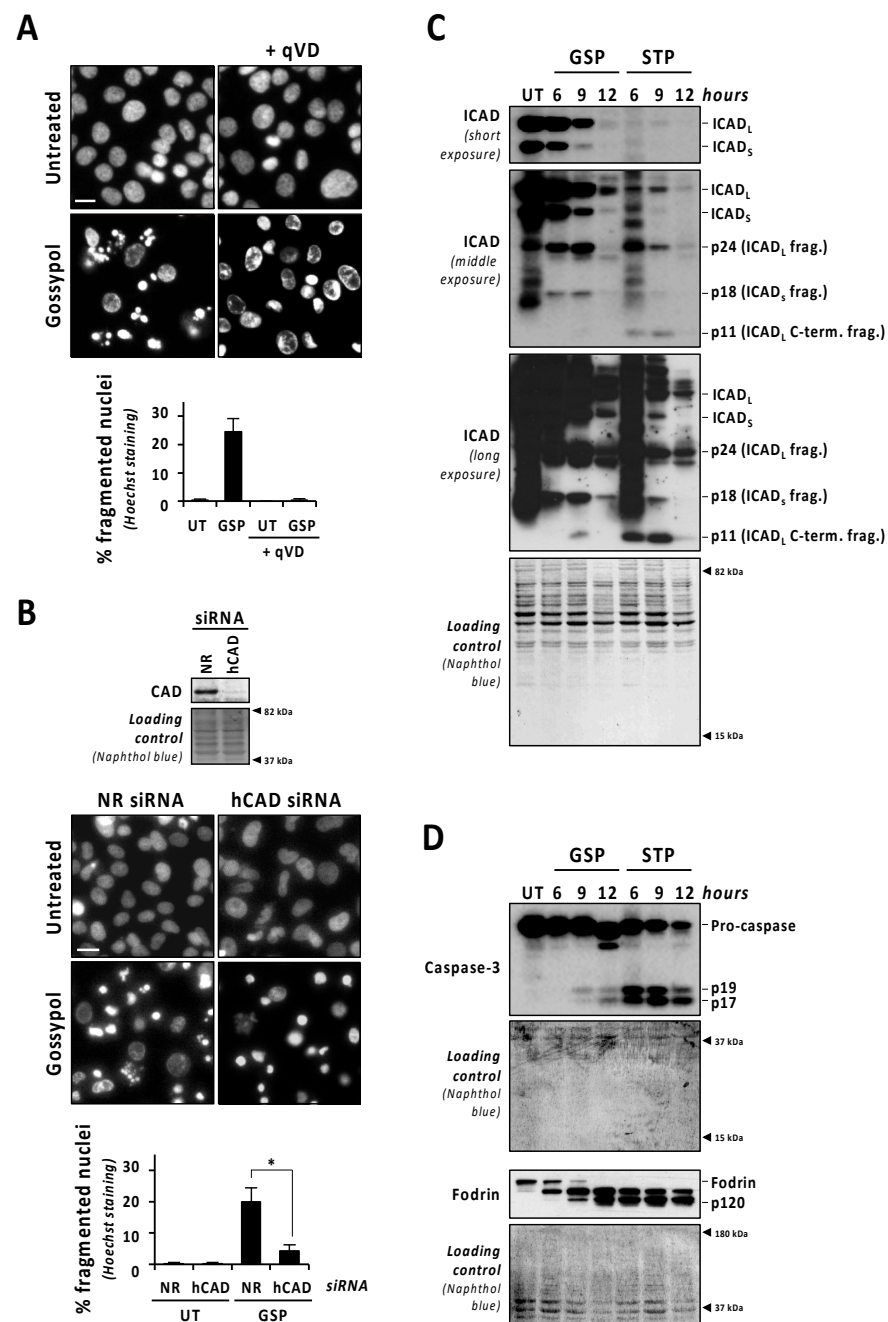 A
+ qVD
Untreated
Gossypol
% fragmented nuclei
(Hoechst staining)
30
20
10
0
UT GSP UT GSP
+ qVD
B
siRNA
NR hCAD
CAD
82 kDa
Loading
control
(Naphthol blue)
37 kDa
NR siRNA hCAD siRNA
Untreated
Gossypol
% fragmented nuclei
(Hoechst staining)
30
20
10
0
*
NR hCAD NR hCAD siRNA
UT GSP
C
GSP STP
UT 6 9 12 6 9 12 hours
ICAD
(short
exposure)
ICADL
ICADS
ICAD
(middle
exposure)
ICADL
ICADS
p24 (ICADL frag.)
p18 (ICADS frag.)
p11 (ICADL C-term. frag.)
ICAD
(long
exposure)
ICADL
ICADS
p24 (ICADL frag.)
p18 (ICADS frag.)
p11 (ICADL C-term. frag.)
Loading
control
(Naphthol
blue)
82 kDa
15 kDa
D
GSP STP
UT 6 9 12 6 9 12 hours
Caspase-3
Pro-caspase
p19
p17
Loading
control
(Naphthol
blue)
37 kDa
15 kDa
Fodrin
Fodrin
p120
Loading
control
(Naphthol
blue)
180 kDa
37 kDa